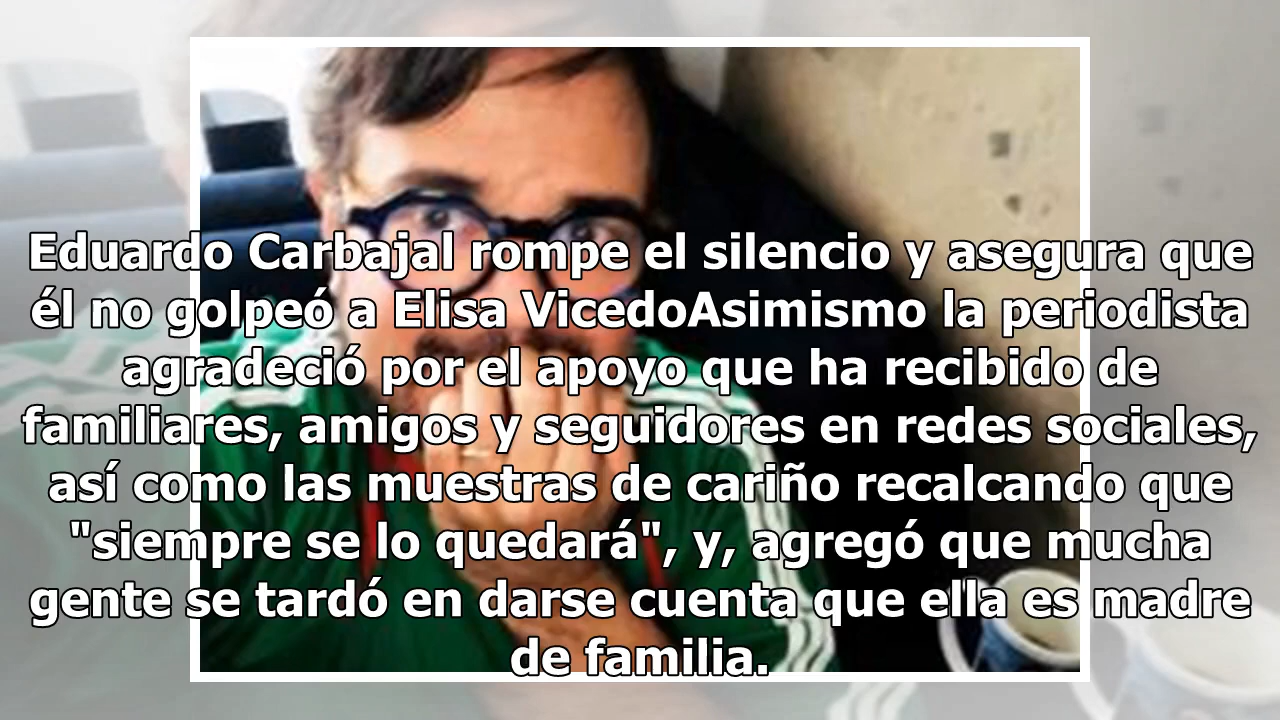 Eduardo Carbajal rompe el silencio y asegura que
él no golpeó a Elisa VicedoAsimismo la periodista
agradeció por el apoyo que ha recibido de
familiares, amigos y seguidores en redes sociales,
así como las muestras de cariño recalcando que
"siempre se lo quedará", y, agregó que mucha
gente se tardó en darse cuenta que ella es madre
de familia.